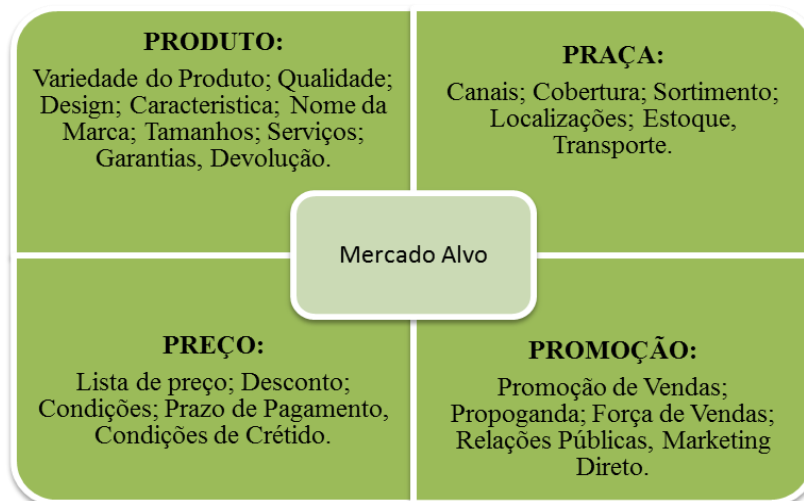 PRODUTO:
Variedade do Produto; Qualidade;
Design; Caracteristica; Nome da
Marca; Tamanhos; Serviços;
Garantias, Devolução.
PRAÇA:
Canais; Cobertura; Sortimento;
Localizações; Estoque,
Transporte.
Mercado Alvo
PREÇO:
Lista de preço; Desconto;
Condições; Prazo de Pagamento,
Condições de Crétido.
PROMOÇÃO:
Promoção de Vendas;
Propoganda; Força de Vendas;
Relações Públicas, Marketing
Direto.